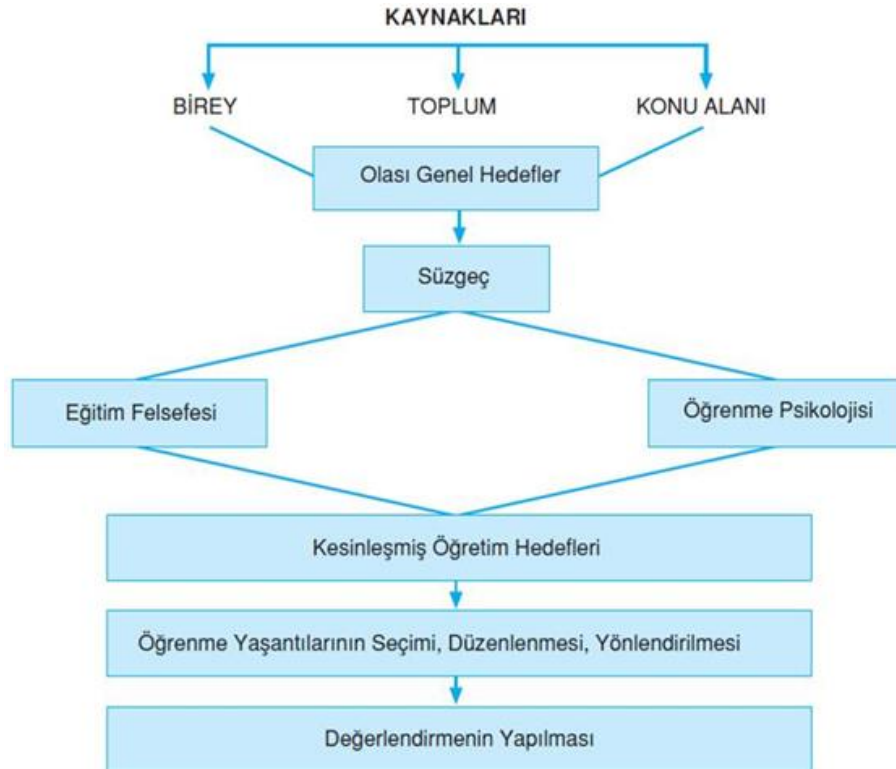 KAYNAKLARI
BİREY
TOPLUM
KONU ALANI
Olası Genel Hedefler
Süzgeç
Eğitim Felsefesi
Öğrenme Psikolojisi
Kesinleşmiş Öğretim Hedefleri
Öğrenme Yaşantılarının Seçimi, Düzenlenmesi, Yönlendirilmesi
Değerlendirmenin Yapılması